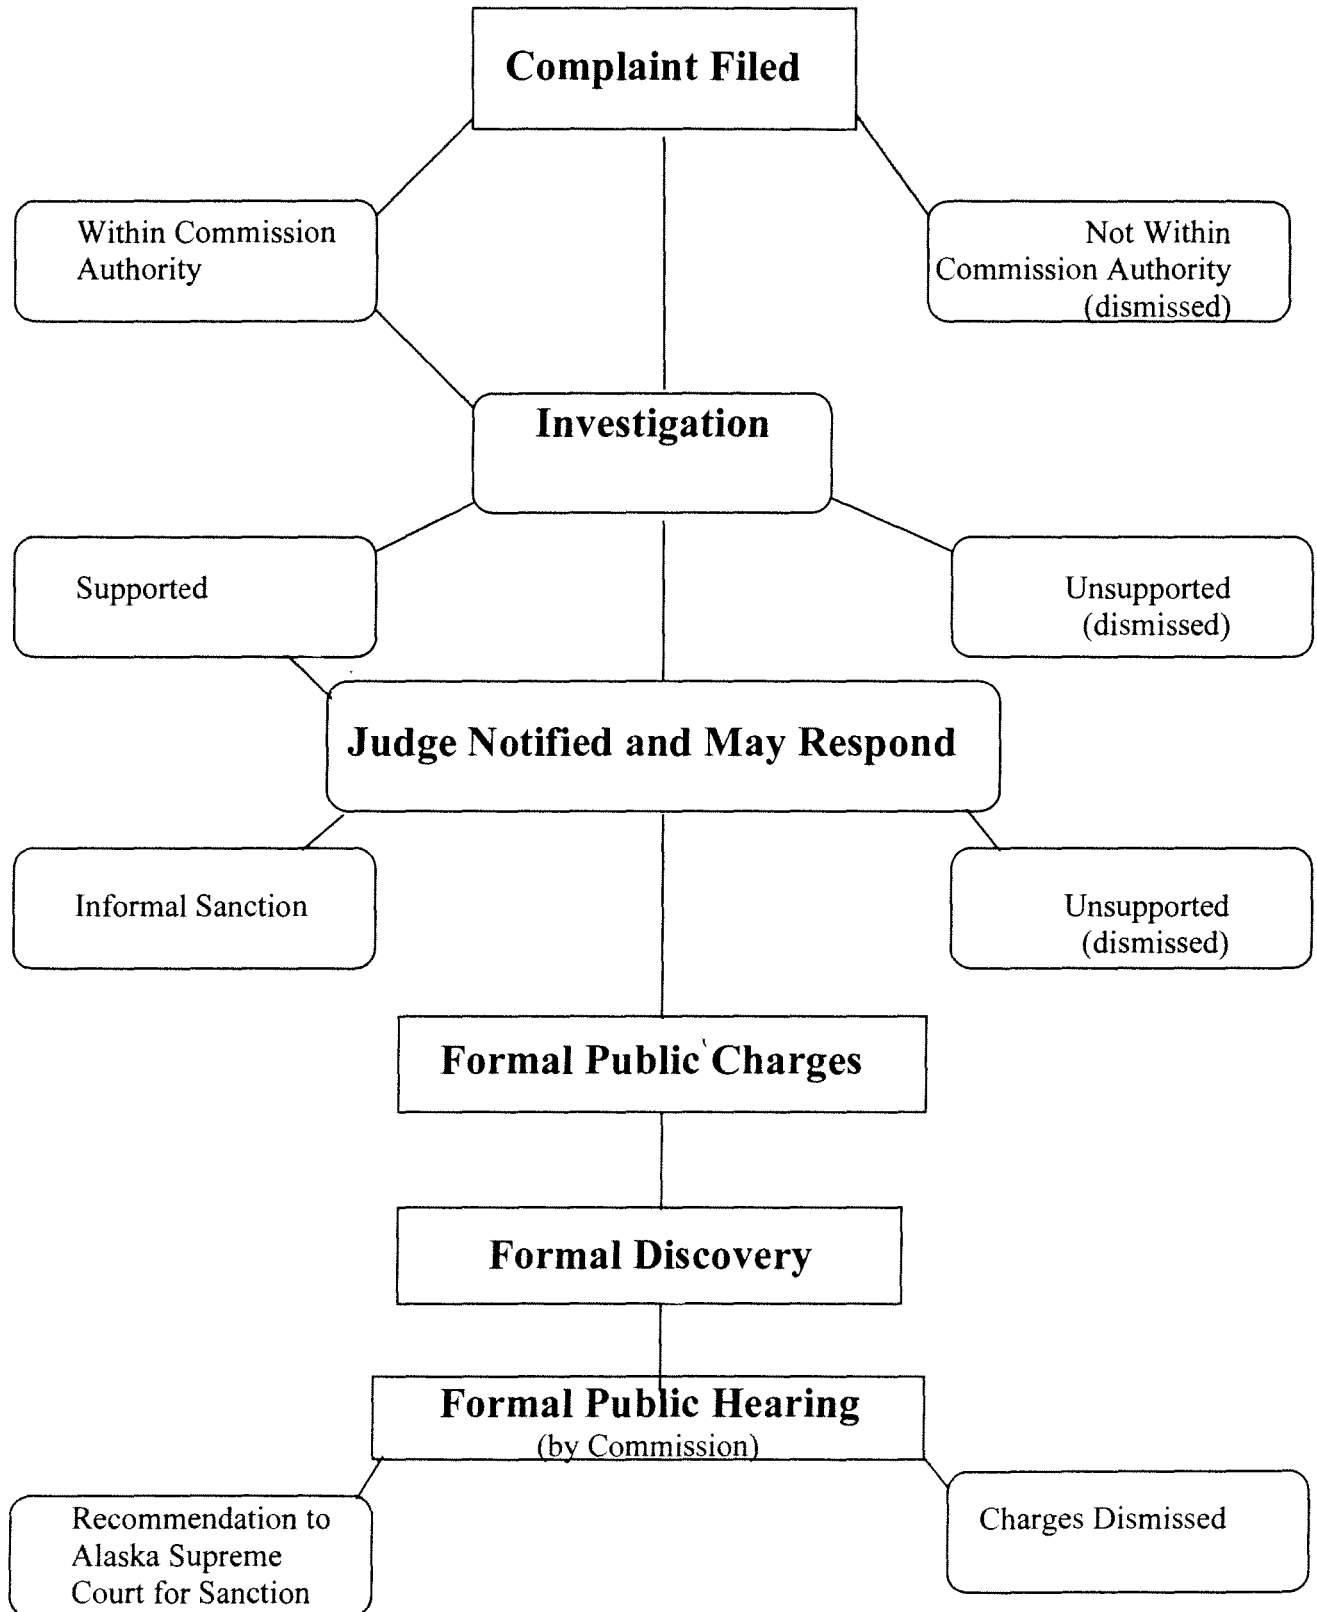 Complaint Filed
Within Commission
Authority
Not Within
Commission Authority
(dismissed)
Investigation
Supported
Unsupported
(dismissed)
Judge Notified and May Respond
Informal Sanction
Unsupported
(dismissed)
Formal Public Charges
Formal Discovery
Formal Public Hearing
(by Commission)
Recommendation to
Alaska Supreme
Court for Sanction
Charges Dismissed